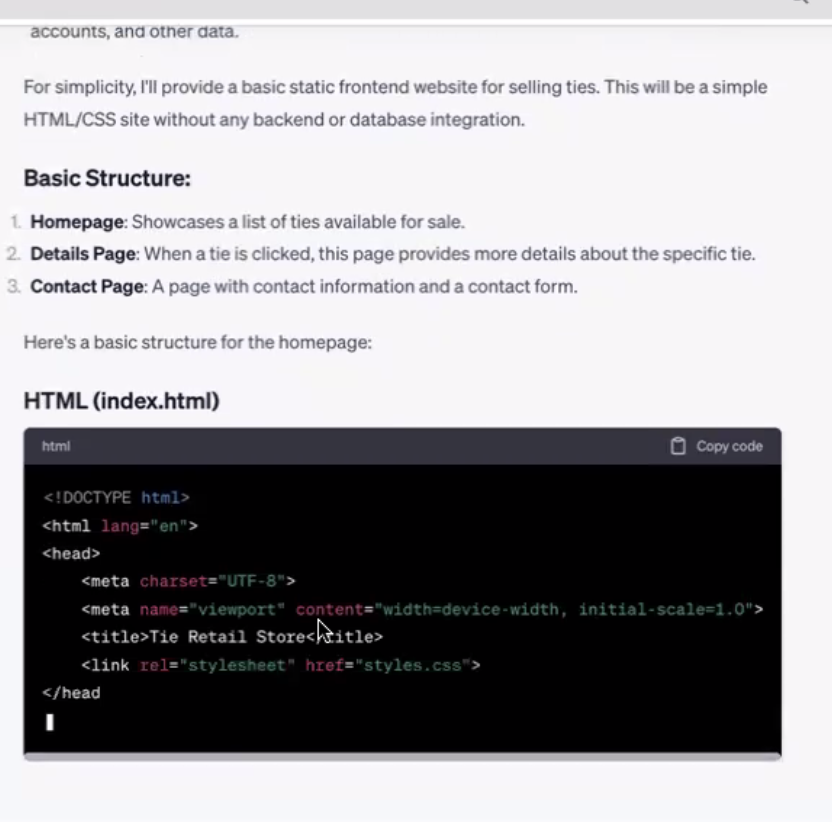 accounts, and other data.
For simplicity, I'll provide a basic static frontend website for selling ties. This will be a simple
HTML/CSS site without any backend or database integration.
Basic Structure:
1. Homepage: Showcases a list of ties available for sale.
2. Details Page: When a tie is clicked, this page provides more details about the specific tie.
3. Contact Page: A page with contact information and a contact form.
Here's a basic structure for the homepage:
HTML (index.html)
html Copy code
<!DOCTYPE html>
<html lang="en">
<head>
    <meta charset="UTF-8">
    <meta name="viewport" content="width=device-width, initial-scale=1.0">
    <title>Tie Retail Store</title>
    <link rel="stylesheet" href="styles.css">
</head